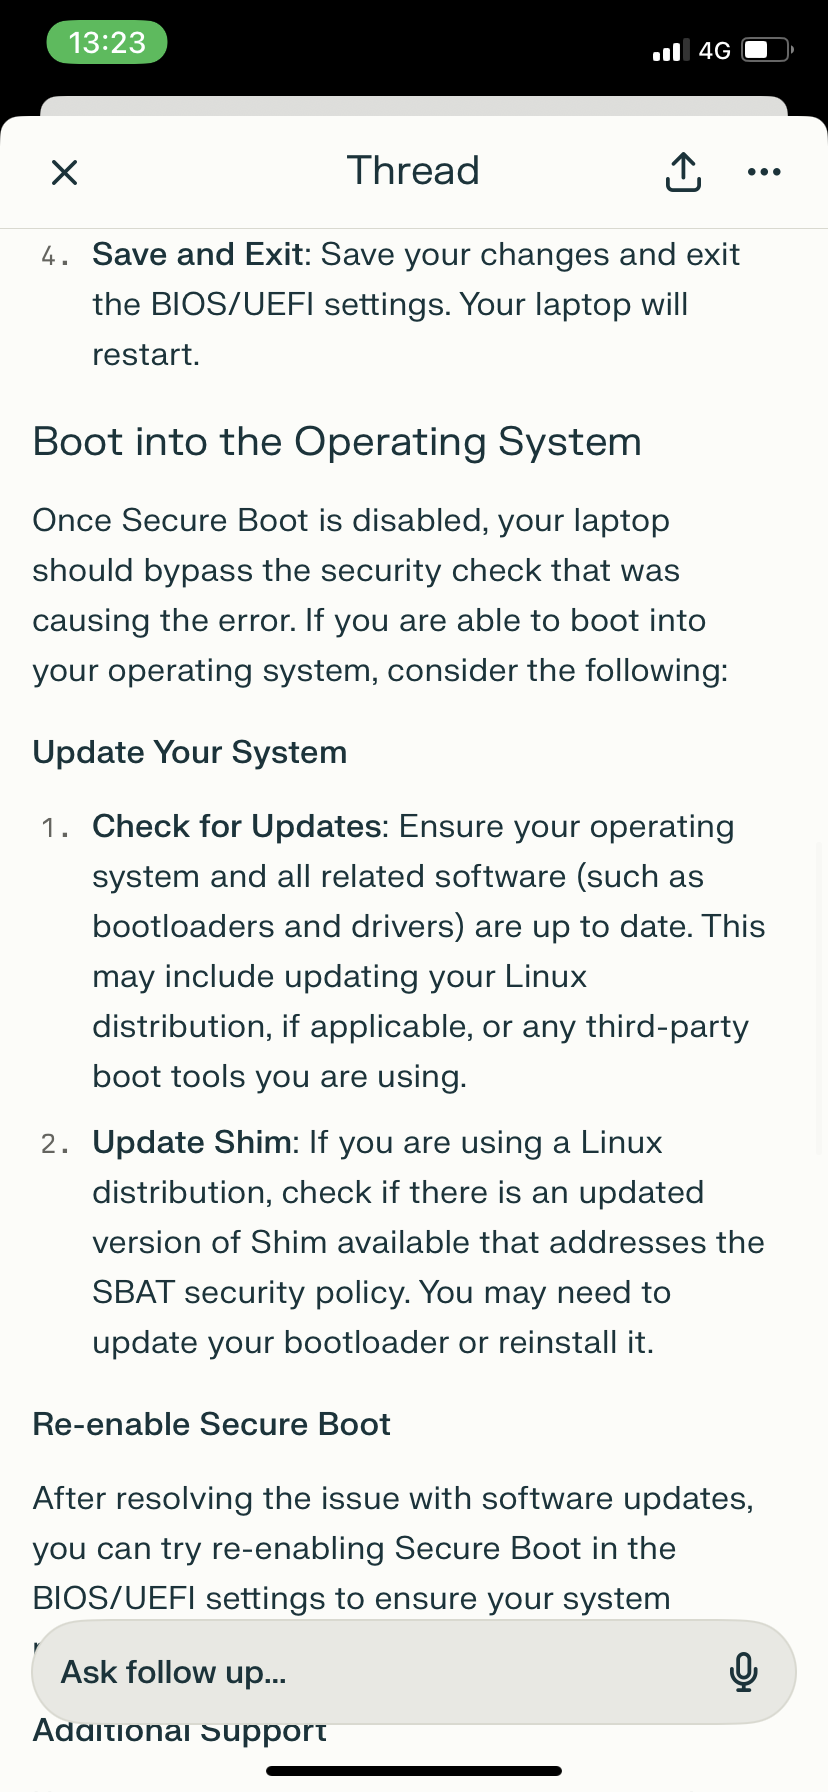 13:23
4G
Thread
4. Save and Exit: Save your changes and exit
the BIOS/UEFI settings. Your laptop will
restart.
Boot into the Operating System
Once Secure Boot is disabled, your laptop
should bypass the security check that was
causing the error. If you are able to boot into
your operating system, consider the following:
Update Your System
1. Check for Updates: Ensure your operating
system and all related software (such as
bootloaders and drivers) are up to date. This
may include updating your Linux
distribution, if applicable, or any third-party
boot tools you are using.
2. Update Shim: If you are using a Linux
distribution, check if there is an updated
version of Shim available that addresses the
SBAT security policy. You may need to
update your bootloader or reinstall it.
Re-enable Secure Boot
After resolving the issue with software updates,
you can try re-enabling Secure Boot in the
BIOS/UEFI settings to ensure your system
Ask follow up...
Additional Support